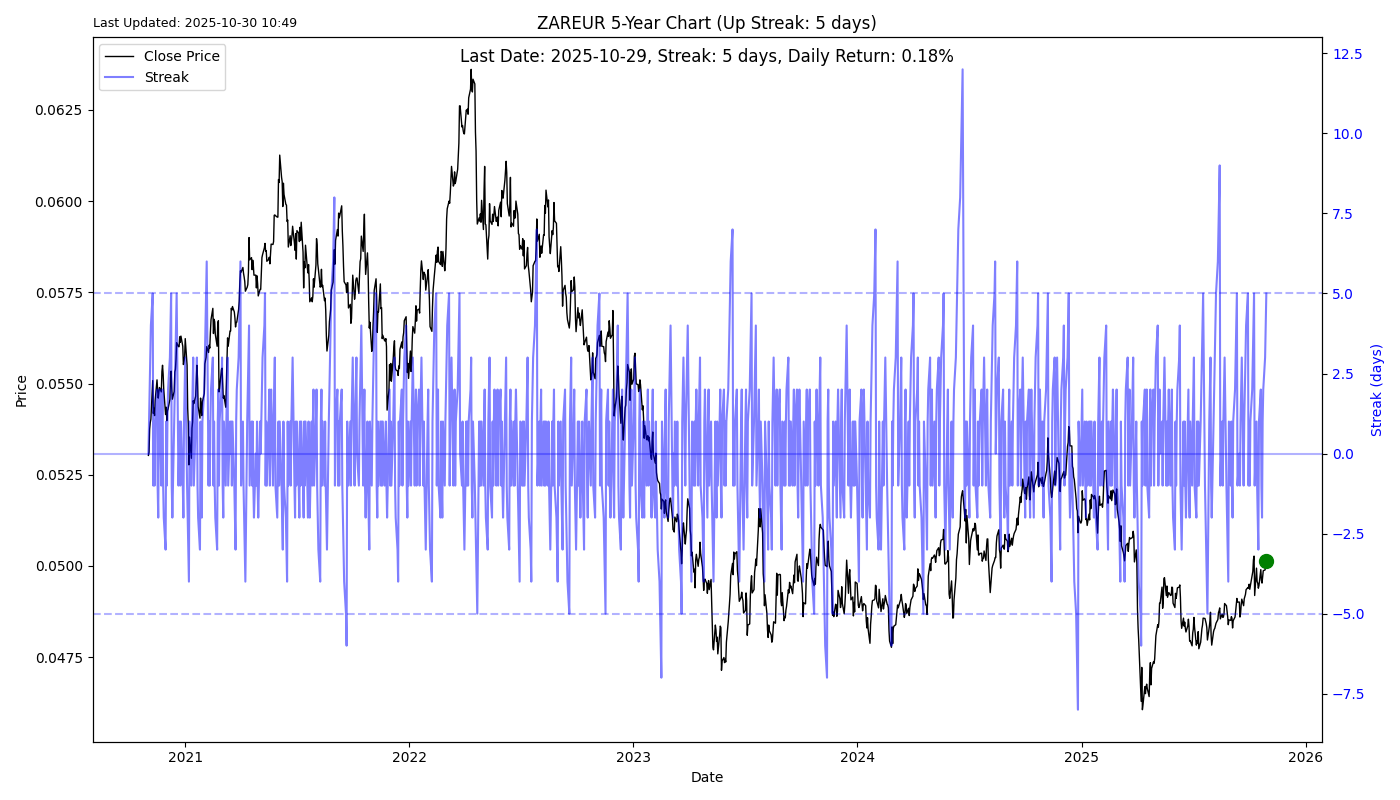 Last Updated: 2025-10-30 10:49
ZAREUR 5-Year Chart (Up Streak: 5 days)
Last Date: 2025-10-29, Streak: 5 days, Daily Return: 0.18%
Close Price
Streak
Price
0.0625
0.0600
0.0575
0.0550
0.0525
0.0500
0.0475
12.5
10.0
7.5
5.0
2.5
0.0
−2.5
−5.0
−7.5
Streak (days)
2021
2022
2023
2024
2025
2026
Date